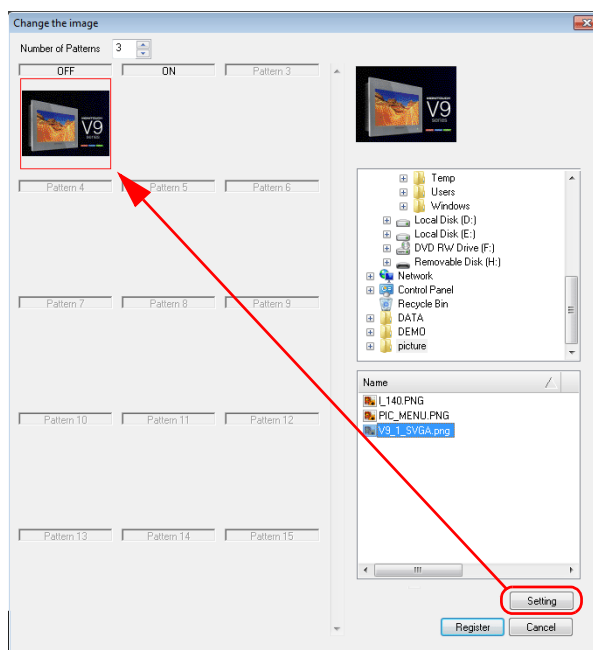 Change the image
Number of Patterns 3
OFF ON Pattern 3
V9
series
V9
series
Pattern 4 Pattern 5 Pattern 6
Temp
Users
Windows
Local Disk (D:)
Local Disk (E:)
DVD RW Drive (F:)
Removable Disk (H:)
Network
Control Panel
Recycle Bin
DATA
DEMO
picture
Pattern 7 Pattern 8 Pattern 9
Name
I_140.PNG
PIC_MENU.PNG
V9_1_SVGA.png
Pattern 10 Pattern 11 Pattern 12
Pattern 13 Pattern 14 Pattern 15
Setting
Register Cancel